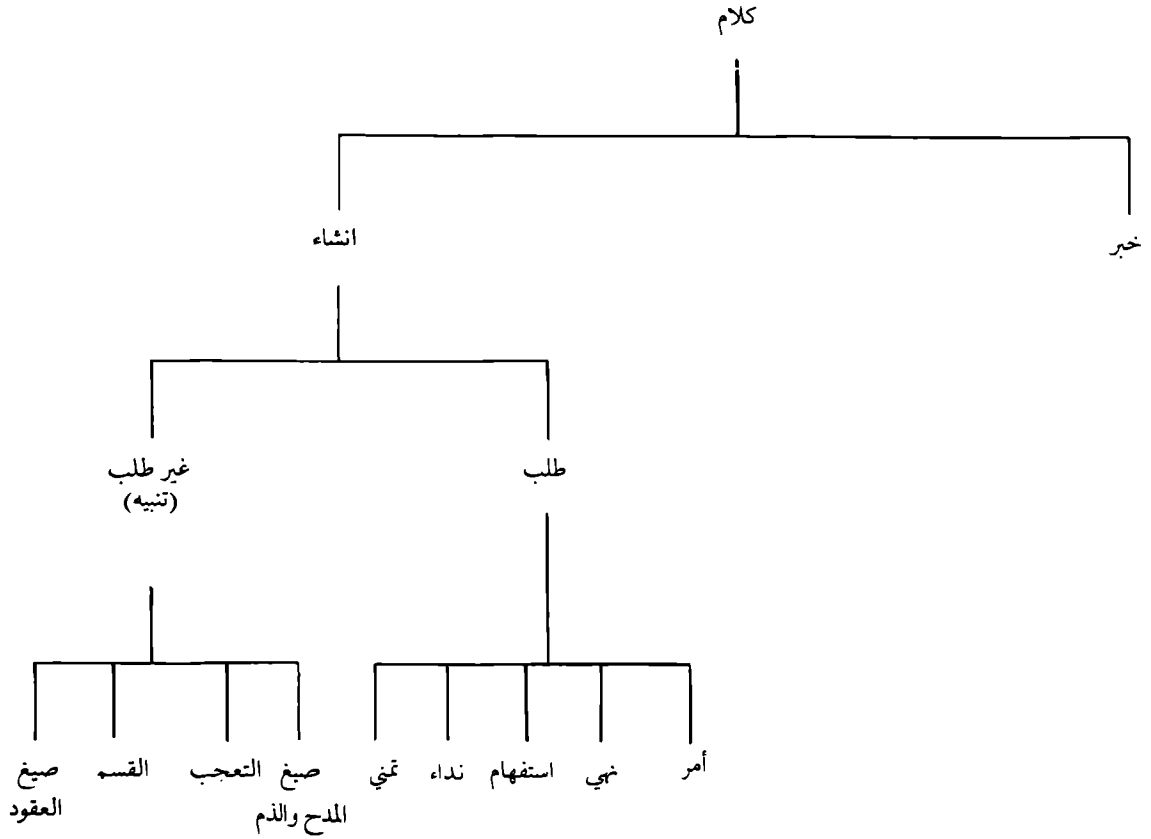 كلام
خبر
انشاء
طلب
غير طلب
(تنبيه)
أمر
نهي
استفهام
نداء
تمني
صيغ
المدح والذم
التعجب
القسم
صيغ
العقود